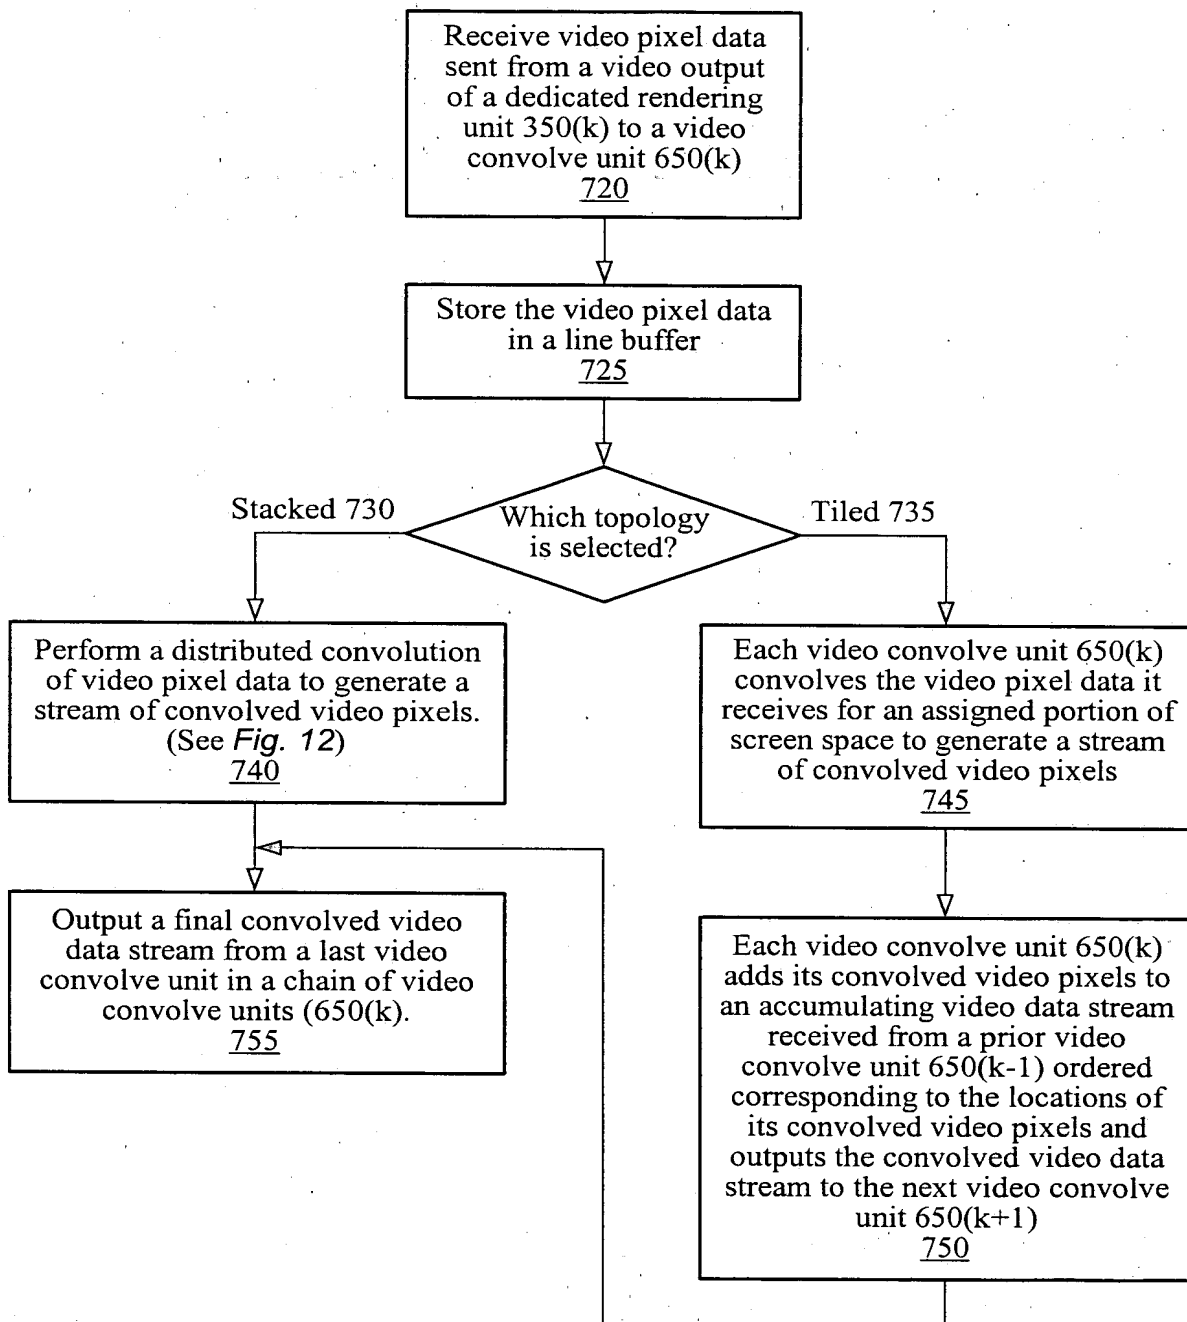 Receive video pixel data
sent from a video output
of a dedicated rendering
unit 350(k) to a video
convolve unit 650(k)
720
Store the video pixel data
in a line buffer
725
Which topology
is selected?
Stacked 730
Tiled 735
Perform a distributed convolution
of video pixel data to generate a
stream of convolved video pixels.
(See Fig. 12)
740
Each video convolve unit 650(k)
convolves the video pixel data it
receives for an assigned portion of
screen space to generate a stream
of convolved video pixels
745
Output a final convolved video
data stream from a last video
convolve unit in a chain of video
convolve units (650(k).
755
Each video convolve unit 650(k)
adds its convolved video pixels to
an accumulating video data stream
received from a prior video
convolve unit 650(k-1) ordered
corresponding to the locations of
its convolved video pixels and
outputs the convolved video data
stream to the next video convolve
unit 650(k+1)
750